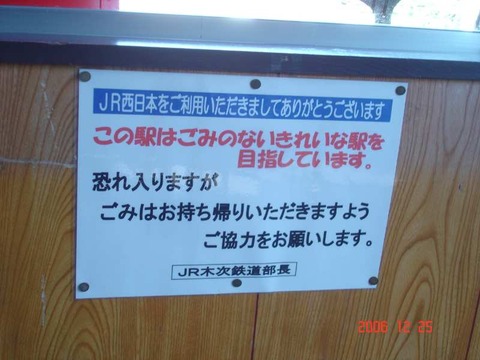 JR西日本をご利用いただきましてありがとうございます
この駅はごみのないきれいな駅を
目指しています。
恐れ入りますが
ごみはお持ち帰りいただきますよう
ご協力をお願いします。
JR木次鉄道部長
2006 12 25